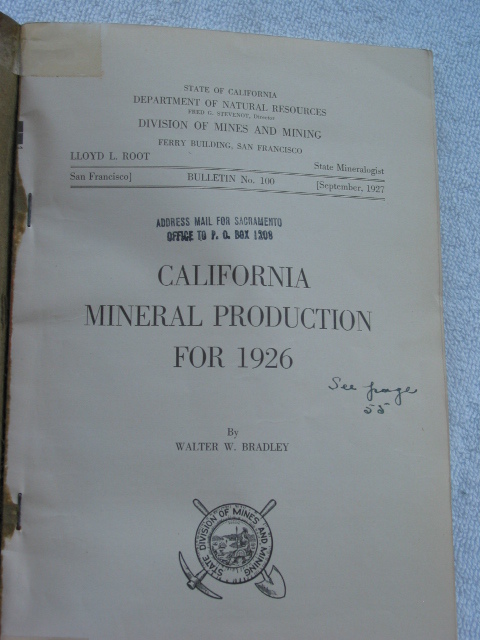 STATE OF CALIFORNIA
DEPARTMENT OF NATURAL RESOURCES
FRED G. STEVENOT, Director
DIVISION OF MINES AND MINING
FERRY BUILDING, SAN FRANCISCO
LLOYD L. ROOT State Mineralogist
San Francisco] BULLETIN No. 100 [September, 1927
ADDRESS MAIL FOR SACRAMENTO
OFFICE TO P. O. BOX 1209
CALIFORNIA
MINERAL PRODUCTION
FOR 1926
See page
55
By
WALTER W. BRADLEY
STATE DIVISION OF MINES AND MINING